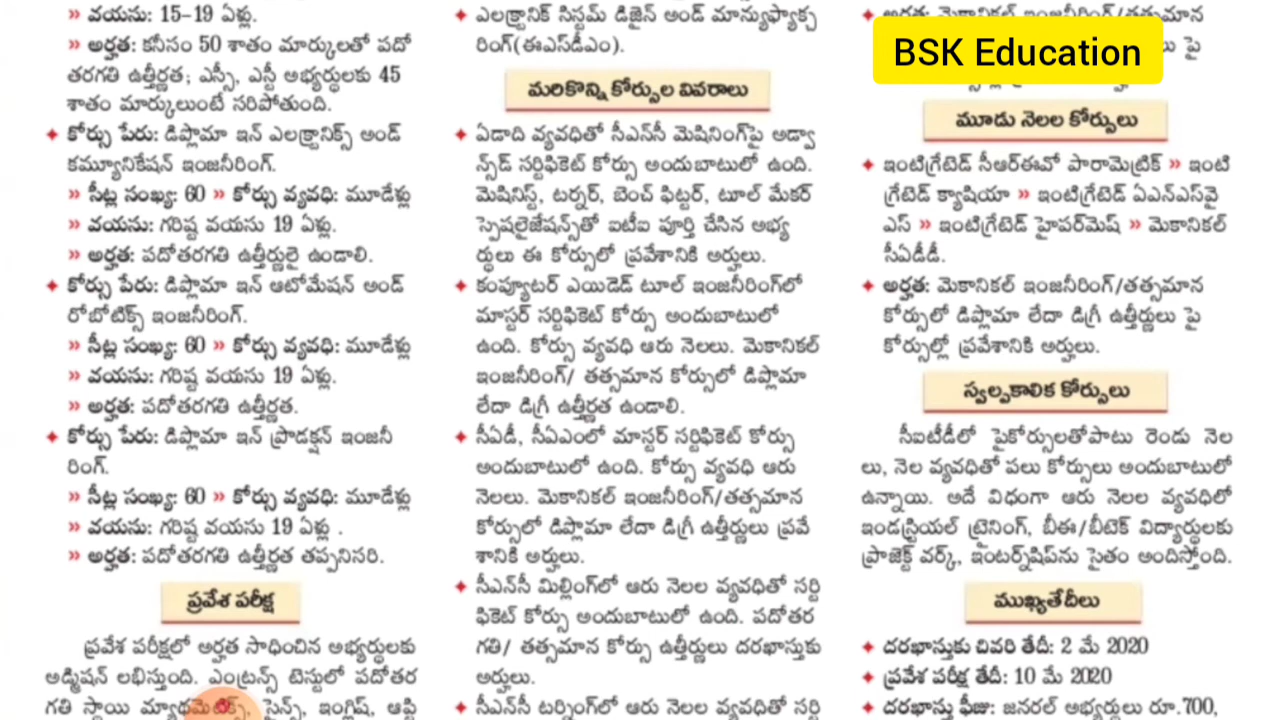 » వయసు: 15-19 ఏళ్లు.
» అర్హత: కనీసం 50 శాతం మార్కులతో పదో
తరగతి ఉత్తీర్ణత; ఎస్సీ, ఎస్టీ అభ్యర్థులకు 45
శాతం మార్కులుంటే సరిపోతుంది.
✦ కోర్సు పేరు: డిప్లొమా ఇన్ ఎలక్ట్రానిక్స్ అండ్
కమ్యూనికేషన్ ఇంజనీరింగ్.
» సీట్ల సంఖ్య: 60 » కోర్సు వ్యవధి: మూడేళ్లు
» వయసు: గరిష్ట వయసు 19 ఏళ్లు.
» అర్హత: పదోతరగతి ఉత్తీర్ణులై ఉండాలి.
✦ కోర్సు పేరు: డిప్లొమా ఇన్ ఆటోమేషన్ అండ్
రోబోటిక్స్ ఇంజనీరింగ్.
» సీట్ల సంఖ్య: 60 » కోర్సు వ్యవధి: మూడేళ్లు
» వయసు: గరిష్ట వయసు 19 ఏళ్లు.
» అర్హత: పదోతరగతి ఉత్తీర్ణత.
✦ కోర్సు పేరు: డిప్లొమా ఇన్ ప్రొడక్షన్ ఇంజనీ
రింగ్.
» సీట్ల సంఖ్య: 60 » కోర్సు వ్యవధి: మూడేళ్లు
» వయసు: గరిష్ట వయసు 19 ఏళ్లు .
» అర్హత: పదోతరగతి ఉత్తీర్ణత తప్పనిసరి.
ప్రవేశ పరీక్ష
ప్రవేశ పరీక్షలో అర్హత సాధించిన అభ్యర్థులకు
అడ్మిషన్ లభిస్తుంది. ఎంట్రన్స్ టెస్టులో పదోతర
గతి స్థాయి మ్యాథమెటిక్స్, సైన్స్, ఇంగ్లిష్, ఆప్టి
✦ ఎలక్ట్రానిక్ సిస్టమ్ డిజైన్ అండ్ మాన్యుఫ్యాక్చ
రింగ్(ఈఎస్‌డీఎం).
మరికొన్ని కోర్సుల వివరాలు
✦ ఏడాది వ్యవధితో సీఎన్‌సీ మెషినింగ్‌పై అడ్వా
న్స్‌డ్ సర్టిఫికెట్ కోర్సు అందుబాటులో ఉంది.
మెషినిస్ట్, టర్నర్, బెంచ్ ఫిట్టర్, టూల్ మేకర్
స్పెషలైజేషన్స్‌తో ఐటీఐ పూర్తి చేసిన అభ్య
ర్థులు ఈ కోర్సులో ప్రవేశానికి అర్హులు.
✦ కంప్యూటర్ ఎయిడెడ్ టూల్ ఇంజనీరింగ్‌లో
మాస్టర్ సర్టిఫికెట్ కోర్సు అందుబాటులో
ఉంది. కోర్సు వ్యవధి ఆరు నెలలు. మెకానికల్
ఇంజనీరింగ్/ తత్సమాన కోర్సులో డిప్లొమా
లేదా డిగ్రీ ఉత్తీర్ణత ఉండాలి.
✦ సీఏడీ, సీఏఎంలో మాస్టర్ సర్టిఫికెట్ కోర్సు
అందుబాటులో ఉంది. కోర్సు వ్యవధి ఆరు
నెలలు. మెకానికల్ ఇంజనీరింగ్/తత్సమాన
కోర్సులో డిప్లొమా లేదా డిగ్రీ ఉత్తీర్ణులు ప్రవే
శానికి అర్హులు.
✦ సీఎన్‌సీ మిల్లింగ్‌లో ఆరు నెలల వ్యవధితో సర్టి
ఫికెట్ కోర్సు అందుబాటులో ఉంది. పదోతర
గతి/ తత్సమాన కోర్సు ఉత్తీర్ణులు దరఖాస్తుకు
అర్హులు.
✦ సీఎన్‌సీ టర్నింగ్‌లో ఆరు నెలల వ్యవధితో సర్టి
✦ అర్హత: మెకానికల్ ఇంజనీరింగ్/తత్సమాన
BSK Education
పై
మూడు నెలల కోర్సులు
✦ ఇంటిగ్రేటెడ్ సీఆర్ఈవో పారామెట్రిక్ » ఇంటి
గ్రేటెడ్ క్యాషియా » ఇంటిగ్రేటెడ్ ఏఎన్ఎస్‌వై
ఎస్ » ఇంటిగ్రేటెడ్ హైపర్‌మెష్ » మెకానికల్
సీఏడీడీ.
✦ అర్హత: మెకానికల్ ఇంజనీరింగ్/తత్సమాన
కోర్సులో డిప్లొమా లేదా డిగ్రీ ఉత్తీర్ణులు పై
కోర్సుల్లో ప్రవేశానికి అర్హులు.
స్వల్పకాలిక కోర్సులు
సీఐటీడీలో పైకోర్సులతోపాటు రెండు నెల
లు, నెల వ్యవధితో పలు కోర్సులు అందుబాటులో
ఉన్నాయి. అదే విధంగా ఆరు నెలల వ్యవధిలో
ఇండస్ట్రియల్ ట్రైనింగ్, బీఈ/బీటెక్ విద్యార్థులకు
ప్రాజెక్ట్ వర్క్, ఇంటర్న్‌షిప్‌ను సైతం అందిస్తోంది.
ముఖ్యతేదీలు
✦ దరఖాస్తుకు చివరి తేదీ: 2 మే 2020
✦ ప్రవేశ పరీక్ష తేదీ: 10 మే 2020
✦ దరఖాస్తు ఫీజు: జనరల్ అభ్యర్థులు రూ.700,